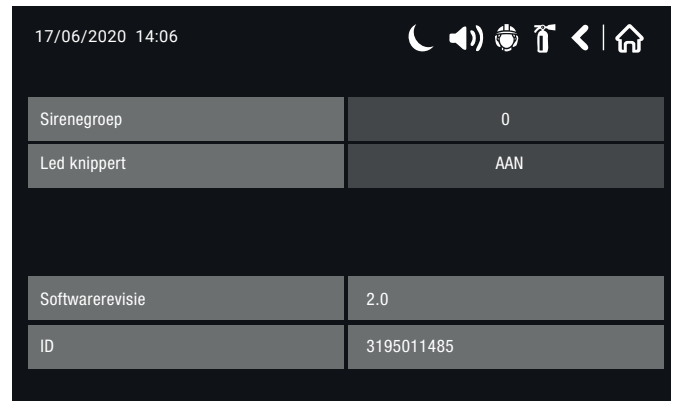 17/06/2020 14:06
Sirenegroep 0
Led knippert AAN
Softwarerevisie 2.0
ID 3195011485